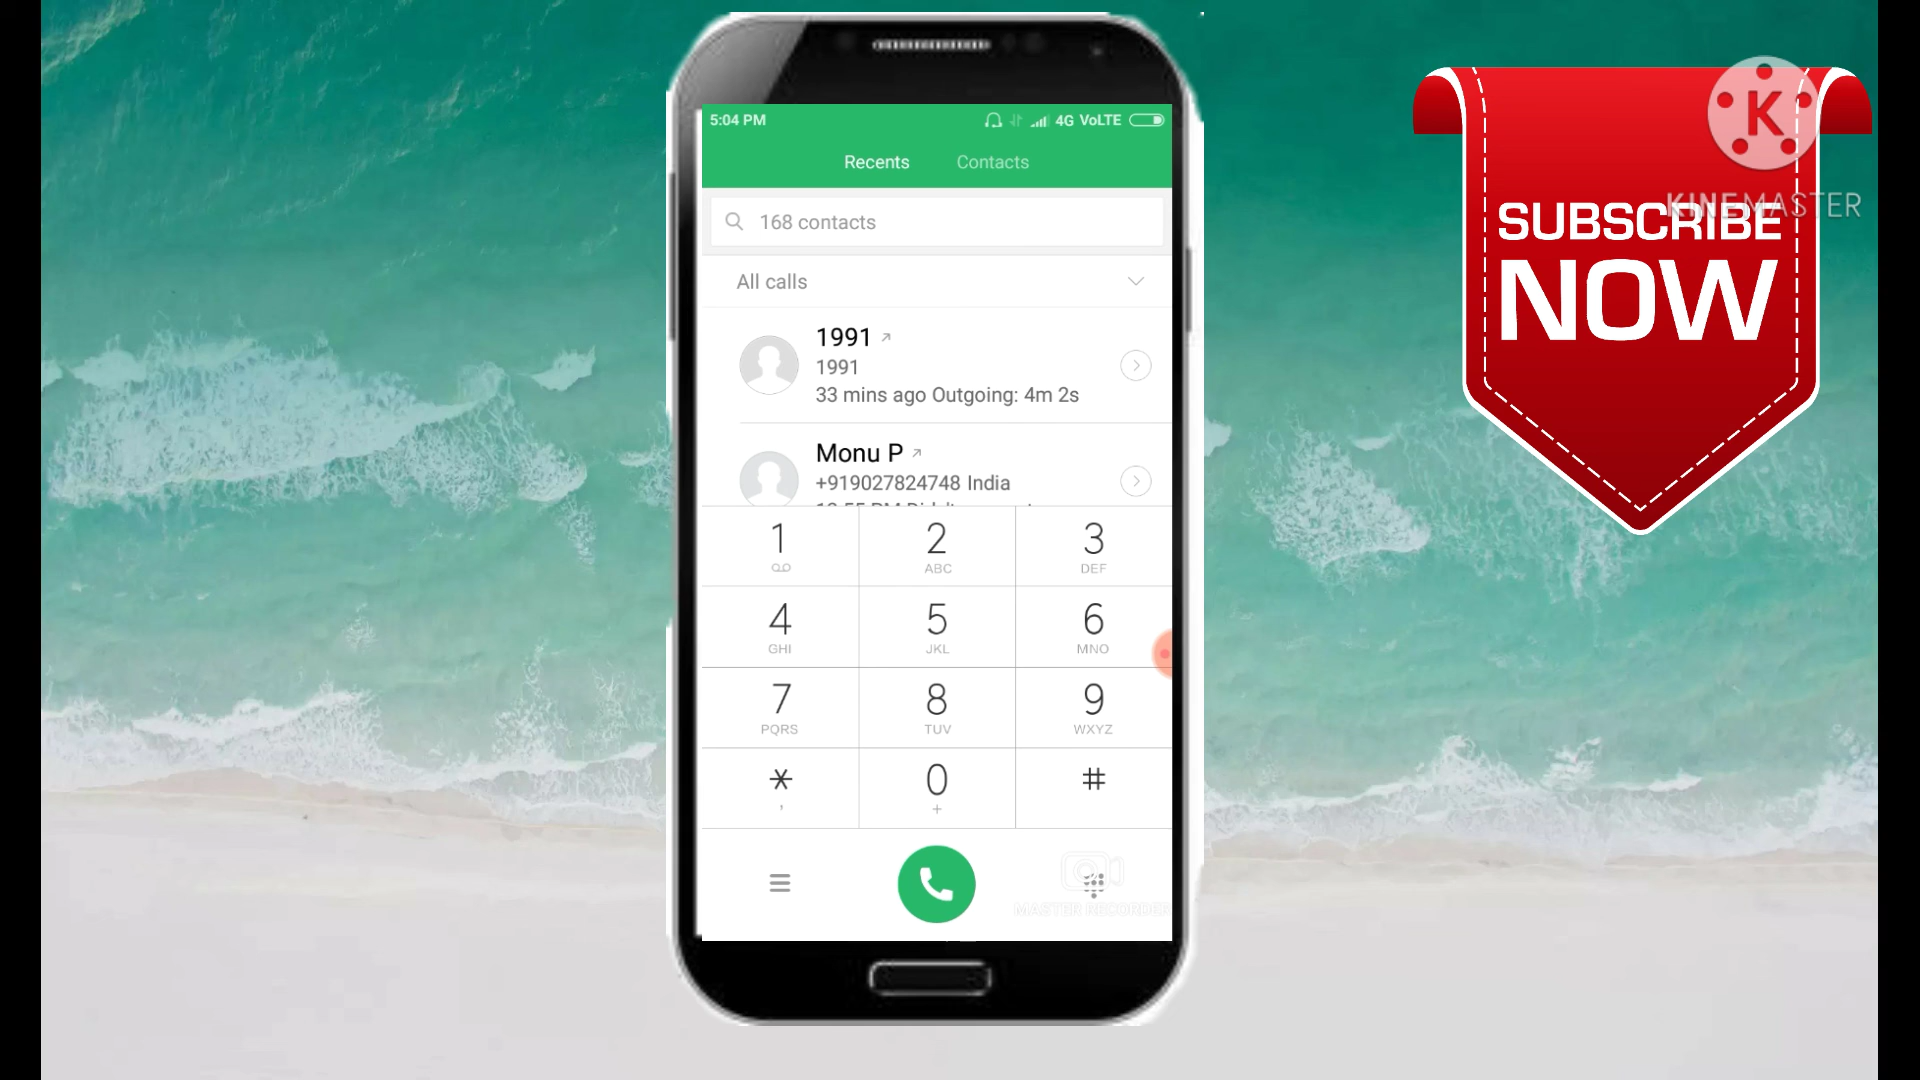 5:04 PM
4G VoLTE
Recents
Contacts
168 contacts
All calls
1991
1991
33 mins ago Outgoing: 4m 2s
Monu P
+919027824748 India
1
2
ABC
3
DEF
4
GHI
5
JKL
6
MNO
7
PQRS
8
TUV
9
WXYZ
*
,
0
+
#
MASTER RECORDER
K
KINEMASTER
SUBSCRIBE
NOW